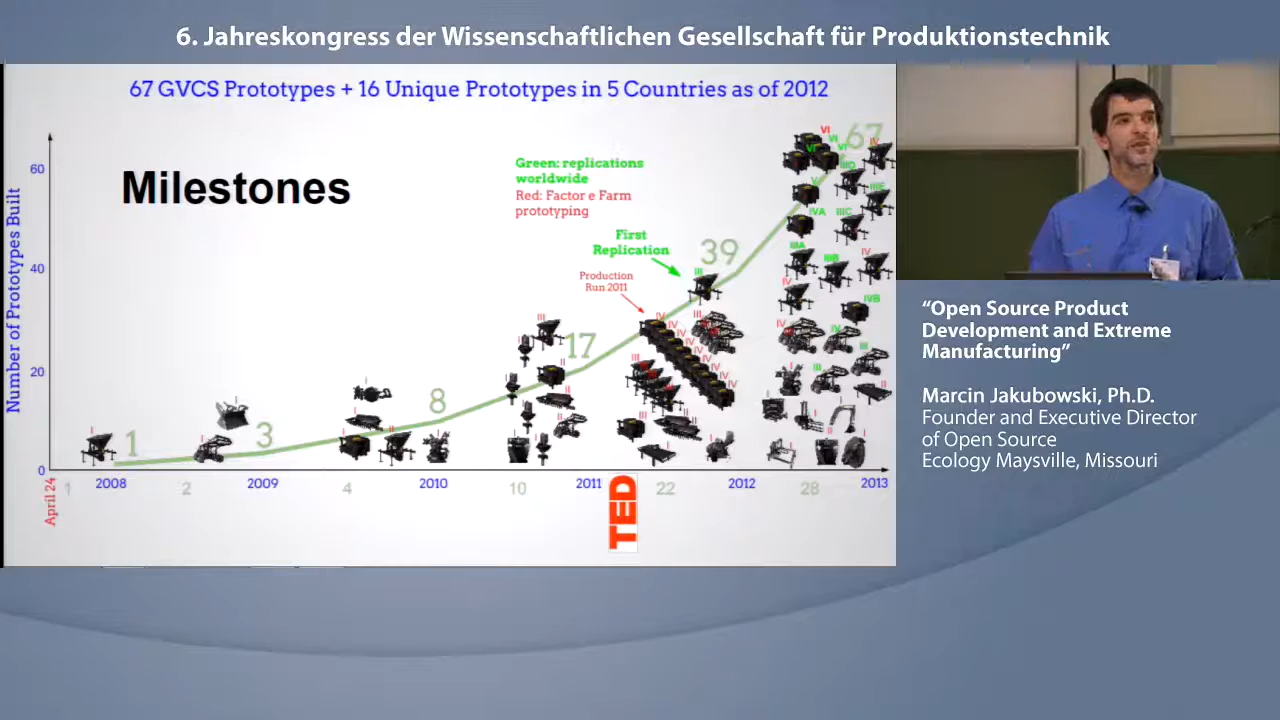 6. Jahreskongress der Wissenschaftlichen Gesellschaft für Produktionstechnik
67 GVCS Prototypes + 16 Unique Prototypes in 5 Countries as of 2012
Milestones
Green: replications
worldwide
Red: Factor e Farm
prototyping
First
Replication
Production
Run 2011
Number of Prototypes Built
60
40
20
0
1
3
8
17
39
67
April 24
2008
2009
2010
2011
2012
2013
1
2
4
10
22
28
TED
“Open Source Product
Development and Extreme
Manufacturing”
Marcin Jakubowski, Ph.D.
Founder and Executive Director
of Open Source
Ecology Maysville, Missouri